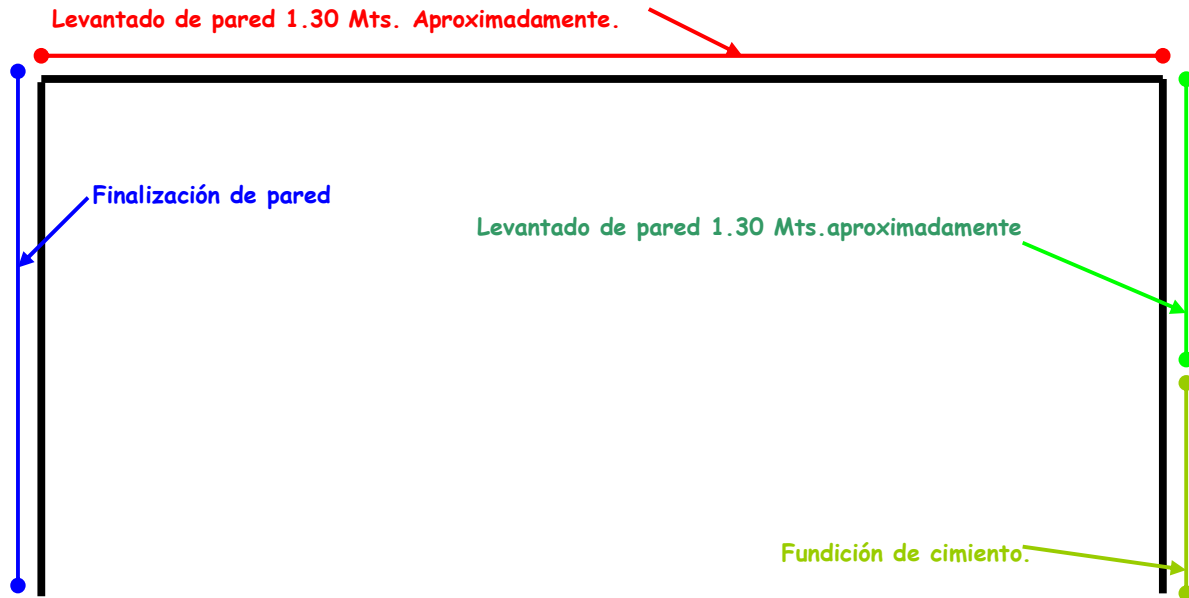 Levantado de pared 1.30 Mts. Aproximadamente.
Finalización de pared
Levantado de pared 1.30 Mts.aproximadamente
Fundición de cimiento.